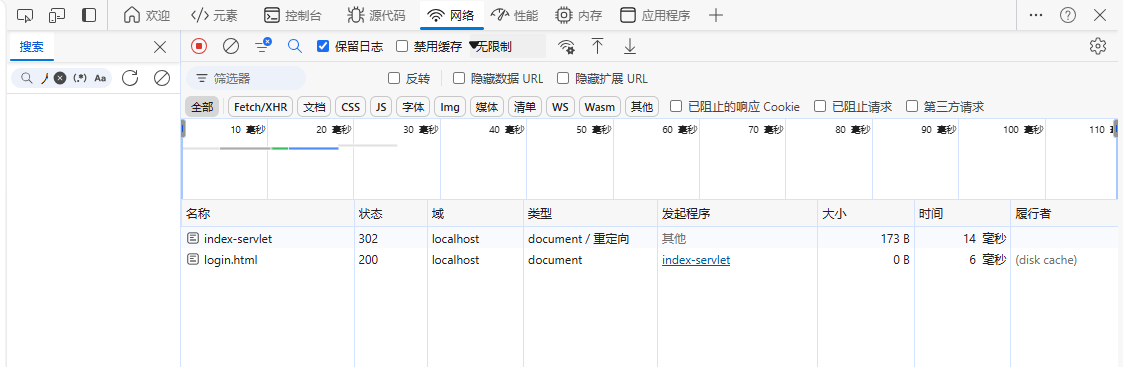 欢迎 元素 控制台 源代码 网络 性能 内存 应用程序
搜索
保留日志 禁用缓存 无限制
(.*) Aa
筛选器 反转 隐藏数据 URL 隐藏扩展 URL
全部 Fetch/XHR 文档 CSS JS 字体 Img 媒体 清单 WS Wasm 其他 已阻止的响应 Cookie 已阻止请求 第三方请求
10 毫秒 20 毫秒 30 毫秒 40 毫秒 50 毫秒 60 毫秒 70 毫秒 80 毫秒 90 毫秒 100 毫秒 110
名称 状态 域 类型 发起程序 大小 时间 履行者
index-servlet 302 localhost document / 重定向 其他 173 B 14 毫秒
login.html 200 localhost document index-servlet 0 B 6 毫秒 (disk cache)